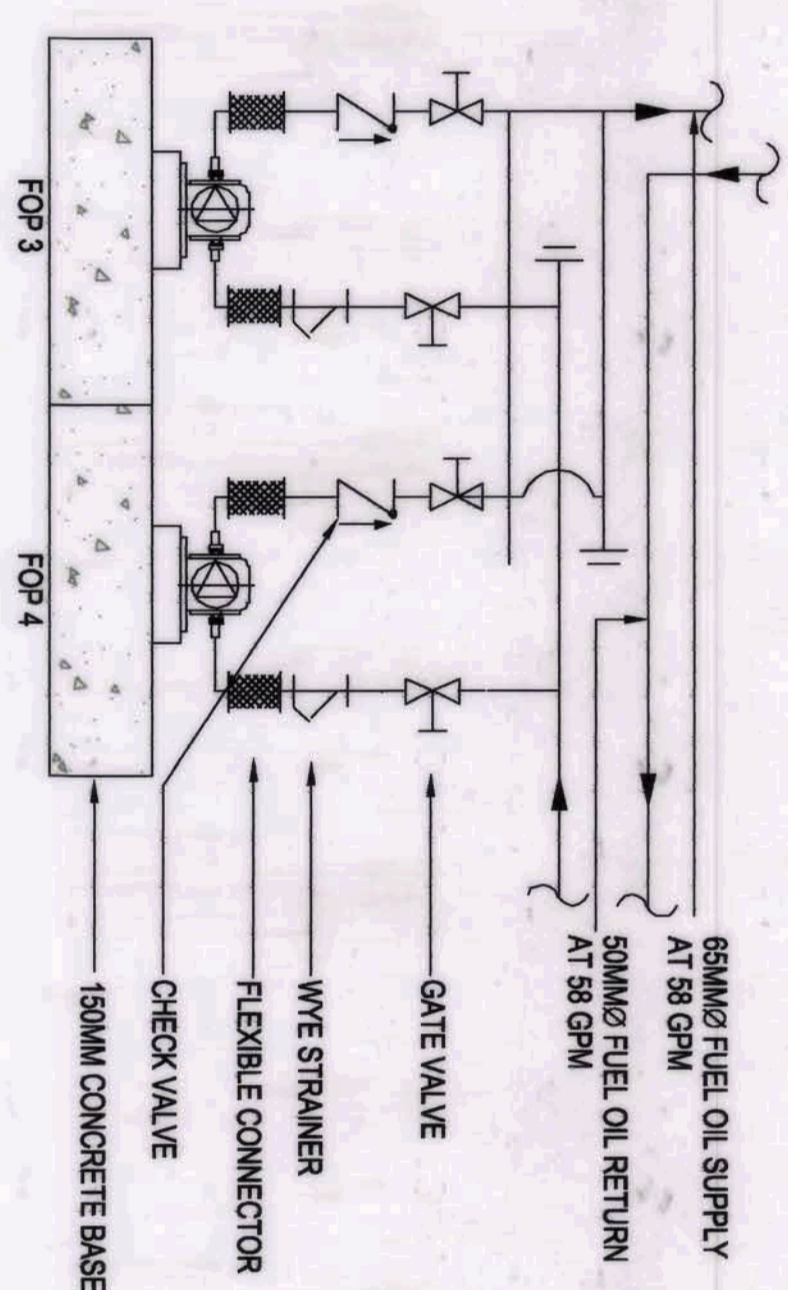 65MMØ FUEL OIL SUPPLY
AT 58 GPM
50MMØ FUEL OIL RETURN
AT 58 GPM
GATE VALVE
WYE STRAINER
FLEXIBLE CONNECTOR
CHECK VALVE
150MM CONCRETE BASE
FOP 3
FOP 4